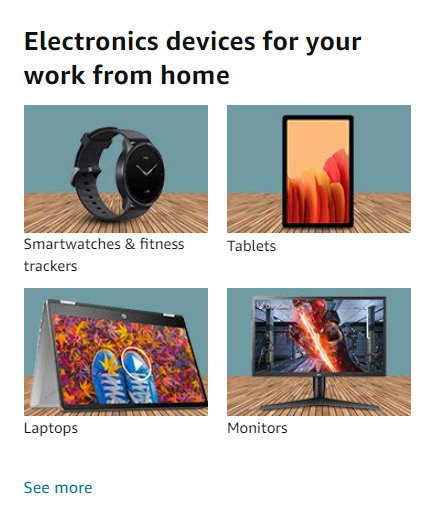 Electronics devices for your
work from home
Smartwatches & fitness
trackers
Tablets
Laptops
Monitors
See more